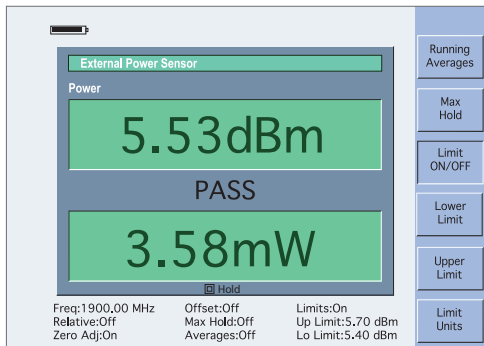 External Power Sensor
Power
5.53dBm
PASS
3.58mW
Hold
Freq:1900.00 MHz
Relative:Off
Zero Adj:On
Offset:Off
Max Hold:Off
Averages:Off
Limits:On
Up Limit:5.70 dBm
Lo Limit:5.40 dBm
Running
Averages
Max
Hold
Limit
ON/OFF
Lower
Limit
Upper
Limit
Limit
Units